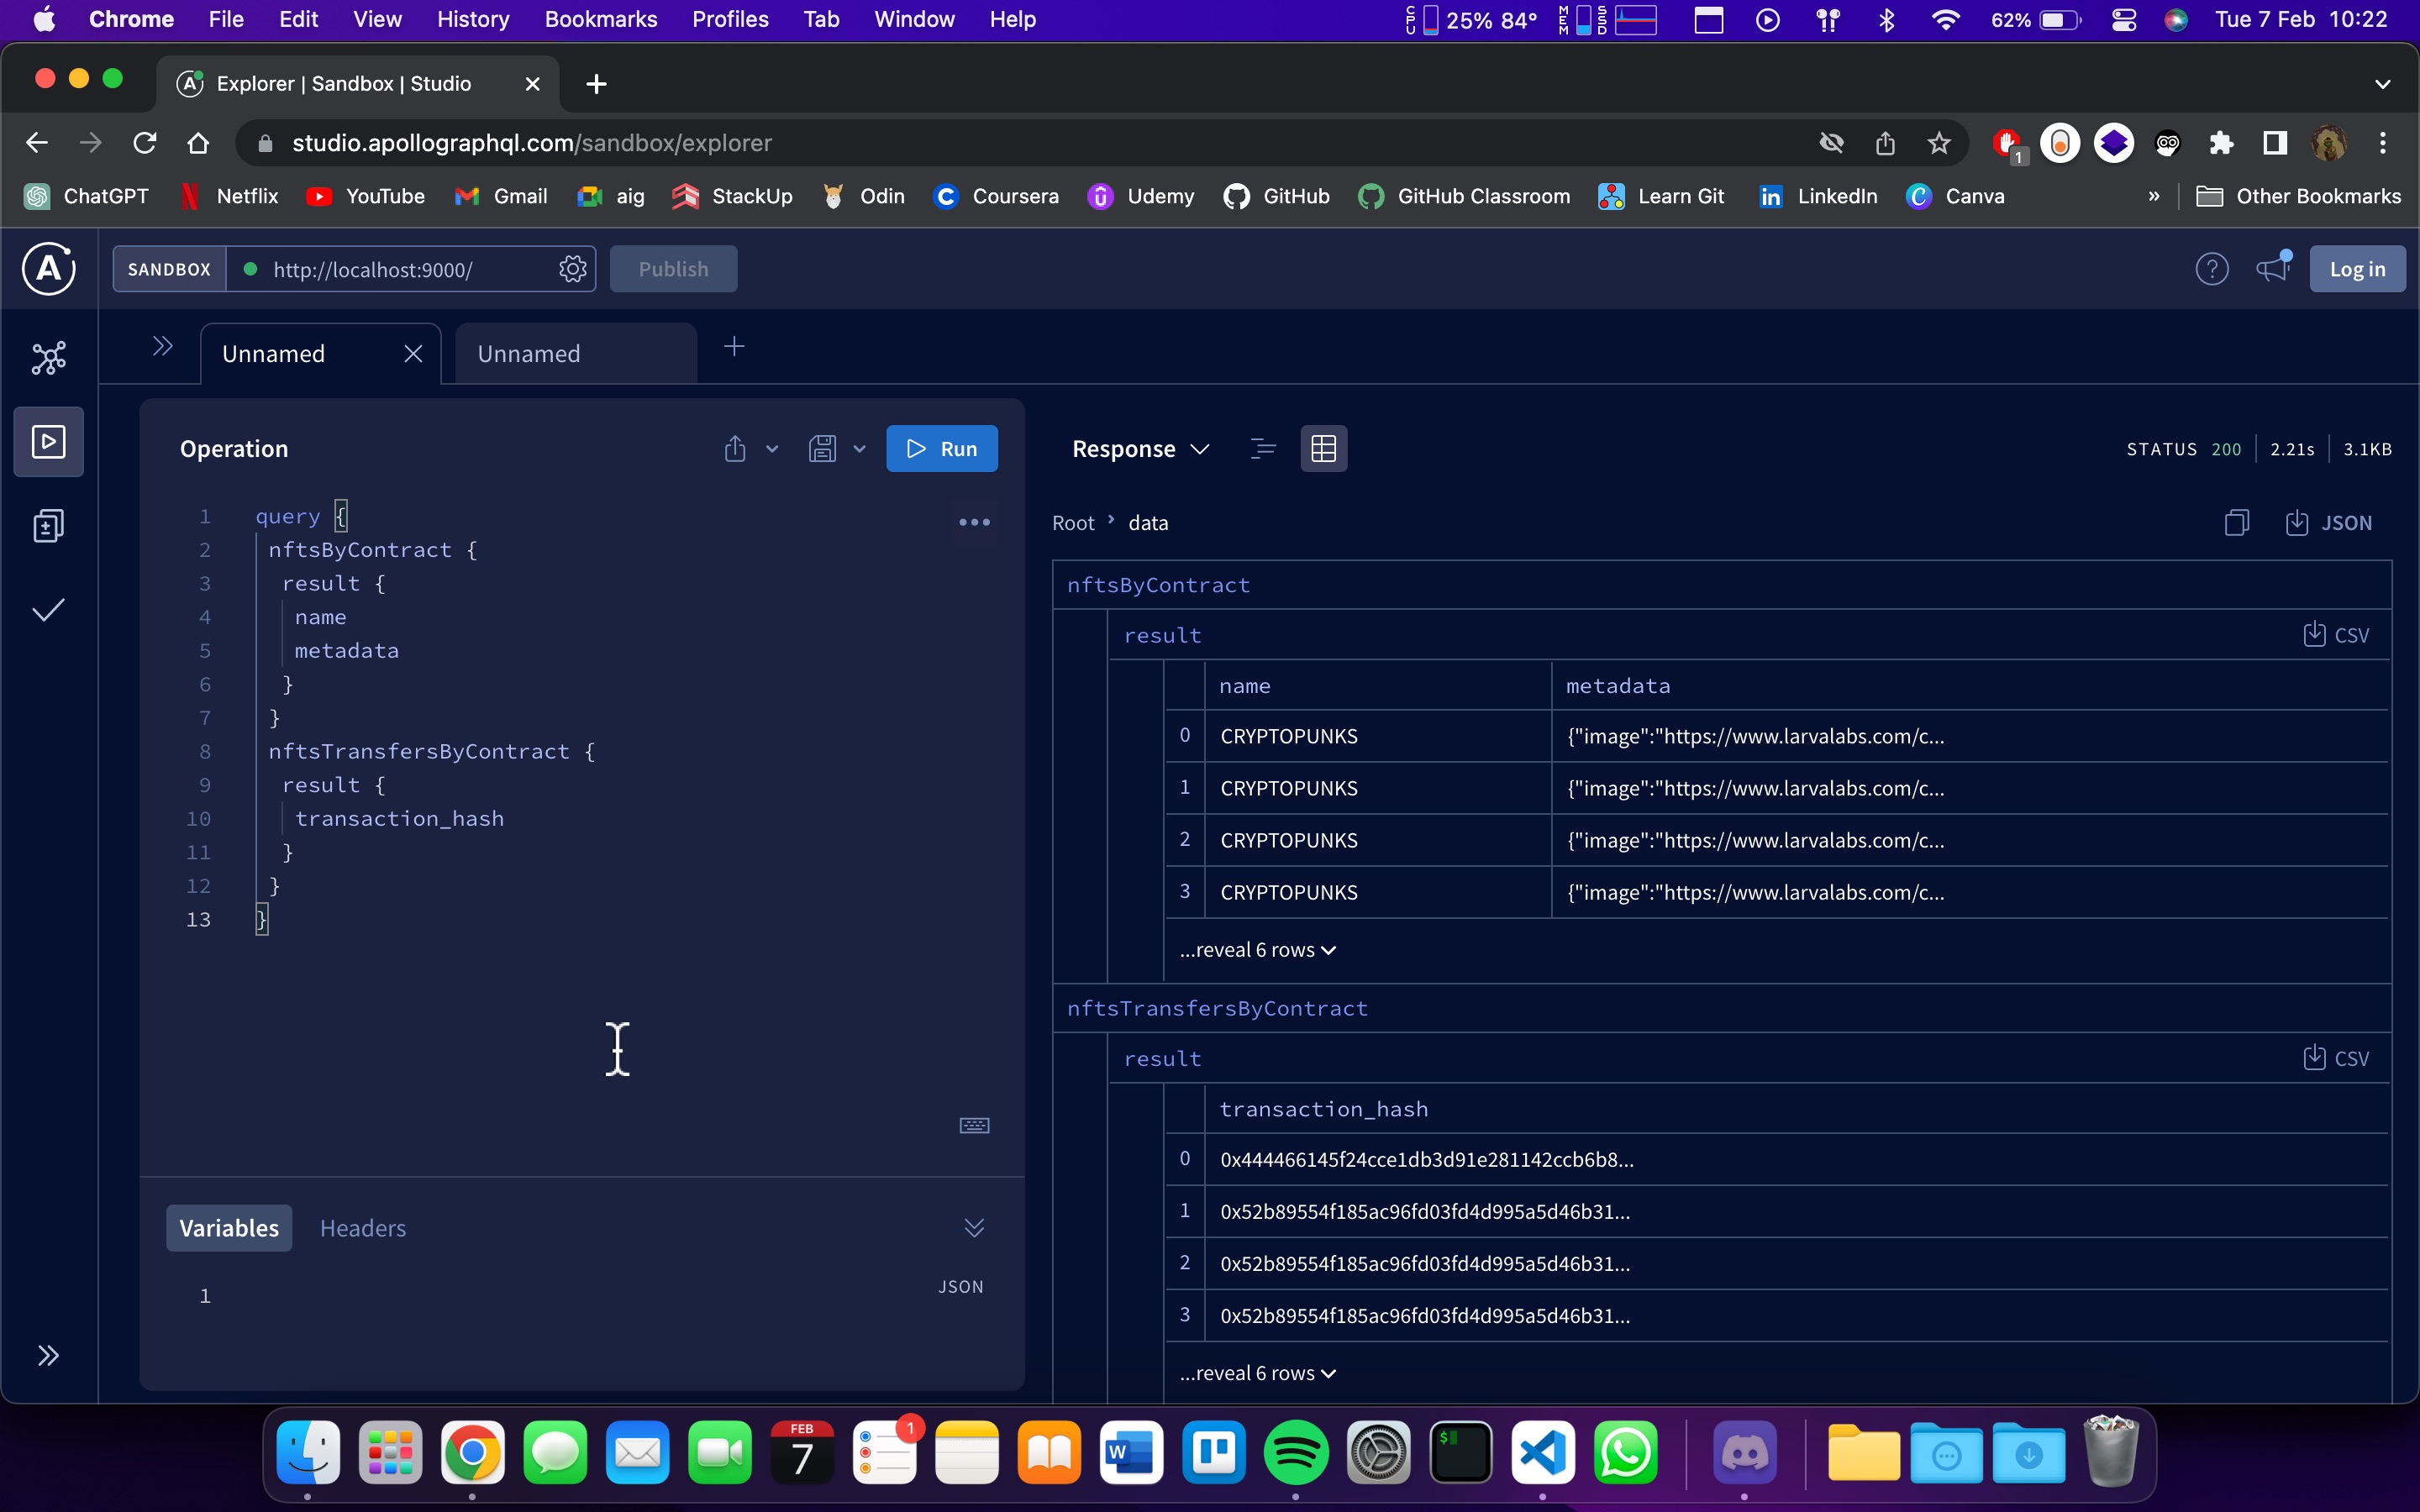 Chrome File Edit View History Bookmarks Profiles Tab Window Help CPU 25% 84° MEM SSD 62% Tue 7 Feb 10:22
Explorer | Sandbox | Studio
studio.apollographql.com/sandbox/explorer 1
ChatGPT Netflix YouTube Gmail aig StackUp Odin Coursera Udemy GitHub GitHub Classroom Learn Git LinkedIn Canva » Other Bookmarks
SANDBOX http://localhost:9000/ Publish Log in
Unnamed Unnamed
Operation Run
1 query {
2 nftsByContract {
3 result {
4 name
5 metadata
6 }
7 }
8 nftsTransfersByContract {
9 result {
10 transaction_hash
11 }
12 }
13 }
Variables Headers
JSON
1
Response STATUS 200 2.21s 3.1KB
Root > data JSON
nftsByContract
result CSV
name metadata
0 CRYPTOPUNKS {"image":"https://www.larvalabs.com/c...
1 CRYPTOPUNKS {"image":"https://www.larvalabs.com/c...
2 CRYPTOPUNKS {"image":"https://www.larvalabs.com/c...
3 CRYPTOPUNKS {"image":"https://www.larvalabs.com/c...
...reveal 6 rows
nftsTransfersByContract
result CSV
transaction_hash
0 0x444466145f24cce1db3d91e281142ccb6b8...
1 0x52b89554f185ac96fd03fd4d995a5d46b31...
2 0x52b89554f185ac96fd03fd4d995a5d46b31...
3 0x52b89554f185ac96fd03fd4d995a5d46b31...
...reveal 6 rows
FEB
7
1
W
$